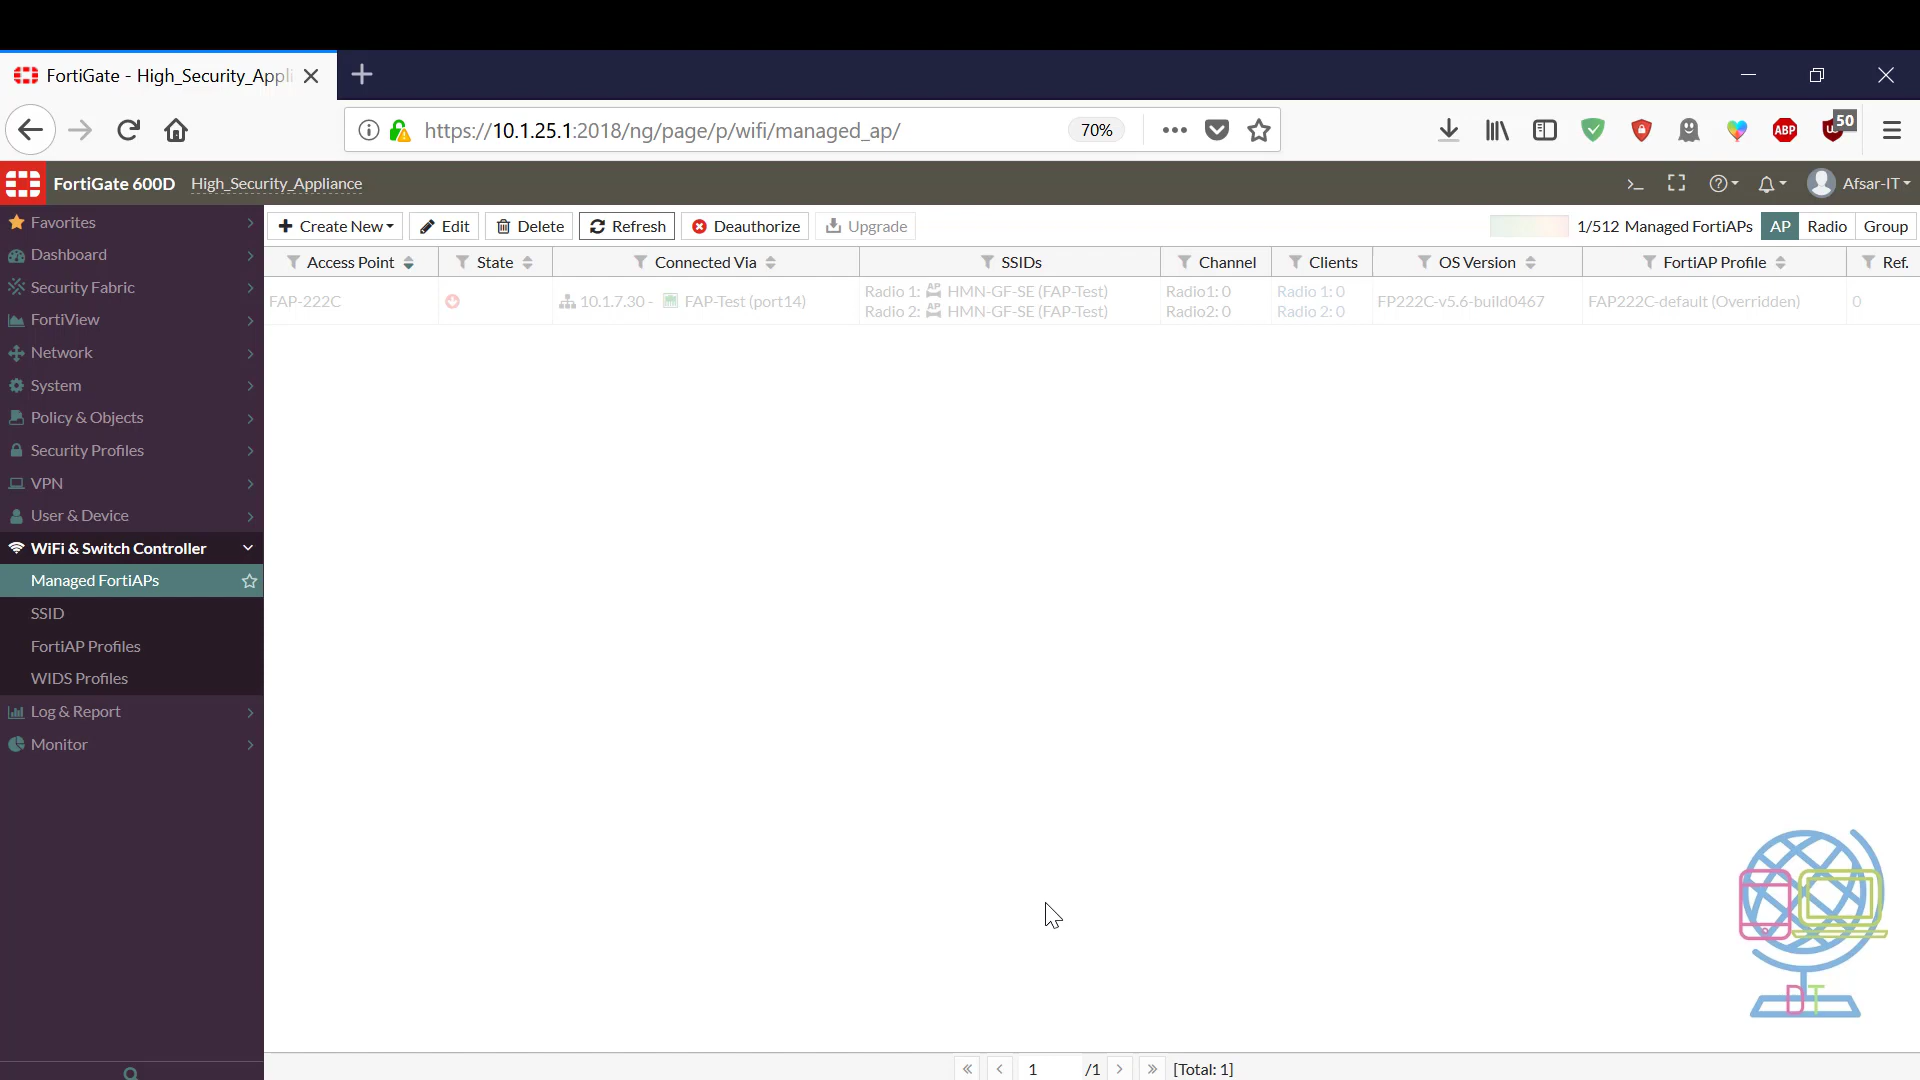 FortiGate - High_Security_Appli
https://10.1.25.1:2018/ng/page/p/wifi/managed_ap/
70%
ABP
50
FortiGate 600D High_Security_Appliance
Afsar-IT
Favorites
Dashboard
Security Fabric
FortiView
Network
System
Policy & Objects
Security Profiles
VPN
User & Device
WiFi & Switch Controller
Managed FortiAPs
SSID
FortiAP Profiles
WIDS Profiles
Log & Report
Monitor
Create New Edit Delete Refresh Deauthorize Upgrade
1/512 Managed FortiAPs AP Radio Group
Access Point State Connected Via SSIDs Channel Clients OS Version FortiAP Profile Ref.
FAP-222C 10.1.7.30 - FAP-Test (port14) Radio 1: AP HMN-GF-SE (FAP-Test) Radio1: 0 Radio 1: 0 FP222C-v5.6-build0467 FAP222C-default (Overridden) 0
Radio 2: AP HMN-GF-SE (FAP-Test) Radio2: 0 Radio 2: 0
DT
« < 1 /1 > » [Total: 1]